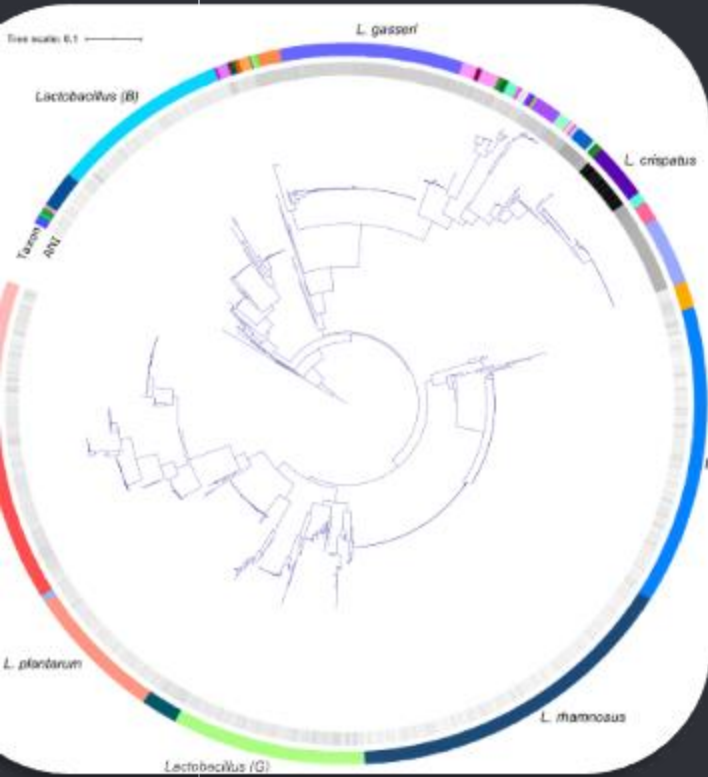 Tree scale: 0.1
L. gasseri
Lactobacillus (B)
L. crispatus
Taxon
ANI
L. plantarum
L. rhamnosus
Lactobacillus (G)